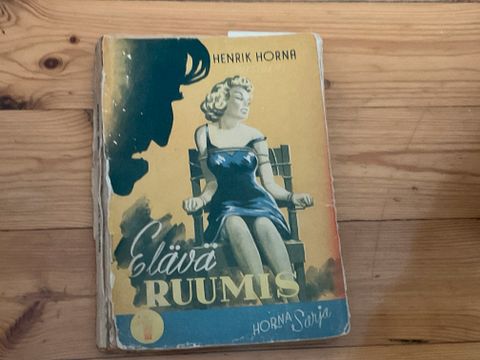 HENRIK HORNA
Elävä
RUUMIS
HORNA Sarja